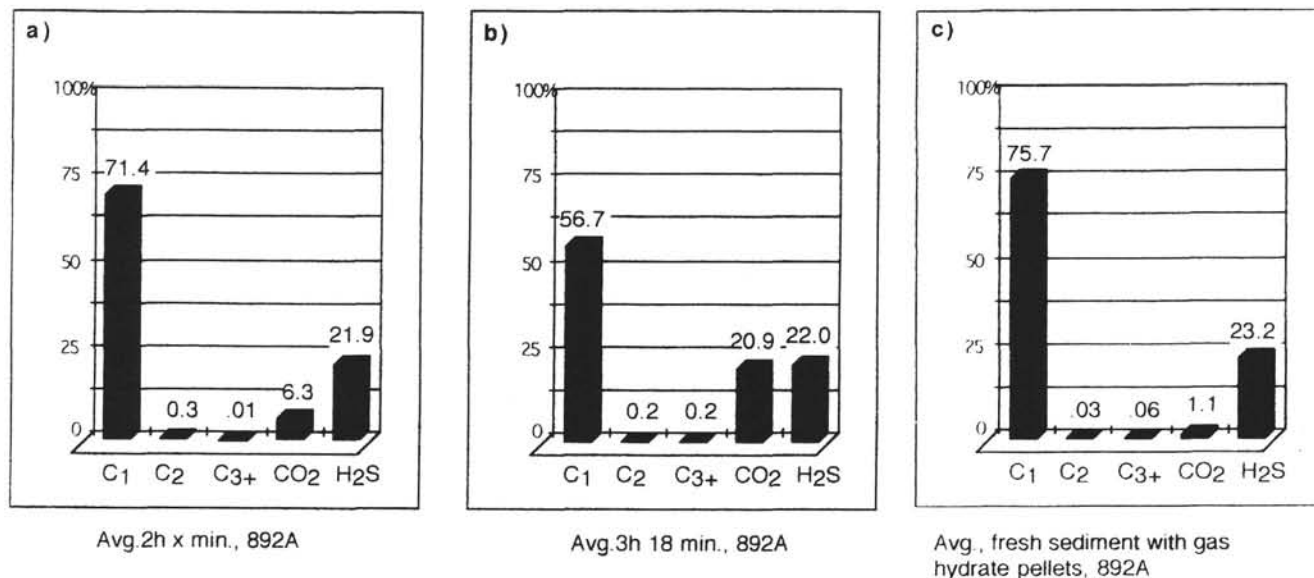 a)
100%
75
50
25
0
71.4
0.3
.01
6.3
21.9
C1
C2
C3+
CO2
H2S
Avg.2h x min., 892A
b)
100%
75
50
25
0
56.7
0.2
0.2
20.9
22.0
C1
C2
C3+
CO2
H2S
Avg.3h 18 min., 892A
c)
100%
75
50
25
0
75.7
.03
.06
1.1
23.2
C1
C2
C3+
CO2
H2S
Avg., fresh sediment with gas
hydrate pellets, 892A